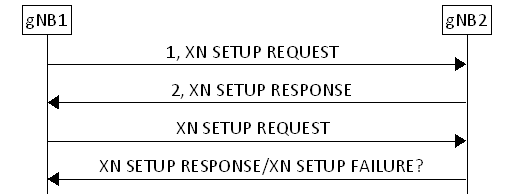 gNB1 gNB2
1, XN SETUP REQUEST
2, XN SETUP RESPONSE
XN SETUP REQUEST
XN SETUP RESPONSE/XN SETUP FAILURE?